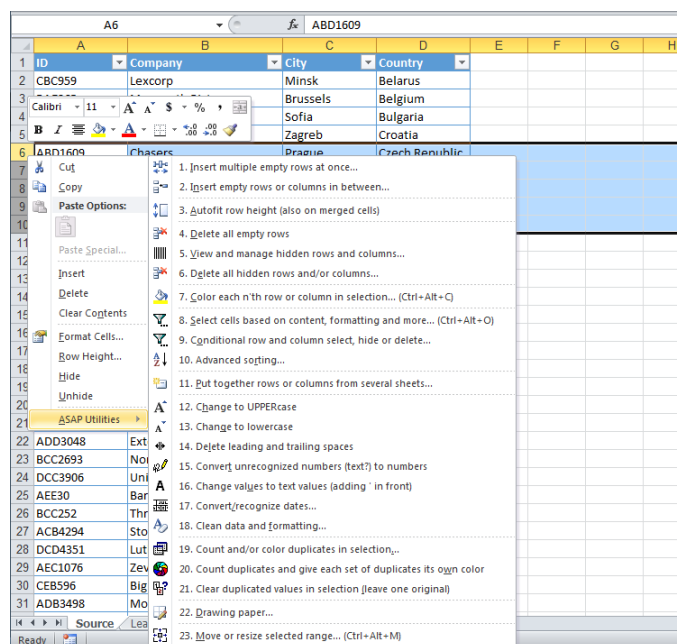 A6 fx ABD1609
A B C D E F G H
1 ID Company City Country
2 CBC959 Lexcorp Minsk Belarus
3 Brussels Belgium
Calibri 11 A A $ % ,
4 Sofia Bulgaria
B I A .00 .0
5 Zagreb Croatia
6 ABD1609 Chasers Prague Czech Republic
7
8
9
10
11
12
13
14
15
16
17
18
19
20
21
Cut
Copy
Paste Options:
Paste Special...
Insert
Delete
Clear Contents
Format Cells...
Row Height...
Hide
Unhide
ASAP Utilities
1. Insert multiple empty rows at once...
2. Insert empty rows or columns in between...
3. Autofit row height (also on merged cells)
4. Delete all empty rows
5. View and manage hidden rows and columns...
6. Delete all hidden rows and/or columns...
7. Color each n'th row or column in selection... (Ctrl+Alt+C)
8. Select cells based on content, formatting and more... (Ctrl+Alt+O)
9. Conditional row and column select, hide or delete...
10. Advanced sorting...
11. Put together rows or columns from several sheets...
12. Change to UPPERcase
13. Change to lowercase
14. Delete leading and trailing spaces
15. Convert unrecognized numbers (text?) to numbers
16. Change values to text values (adding ' in front)
17. Convert/recognize dates...
18. Clean data and formatting...
19. Count and/or color duplicates in selection...
20. Count duplicates and give each set of duplicates its own color
21. Clear duplicated values in selection (leave one original)
22. Drawing paper...
23. Move or resize selected range... (Ctrl+Alt+M)
22 ADD3048 Ext
23 BCC2693 Nor
24 DCC3906 Uni
25 AEE30 Bar
26 BCC252 Thr
27 ACB4294 Sto
28 DCD4351 Lut
29 AEC1076 Zev
30 CEB596 Big
31 ADB3498 Mo
Source Lea
Ready